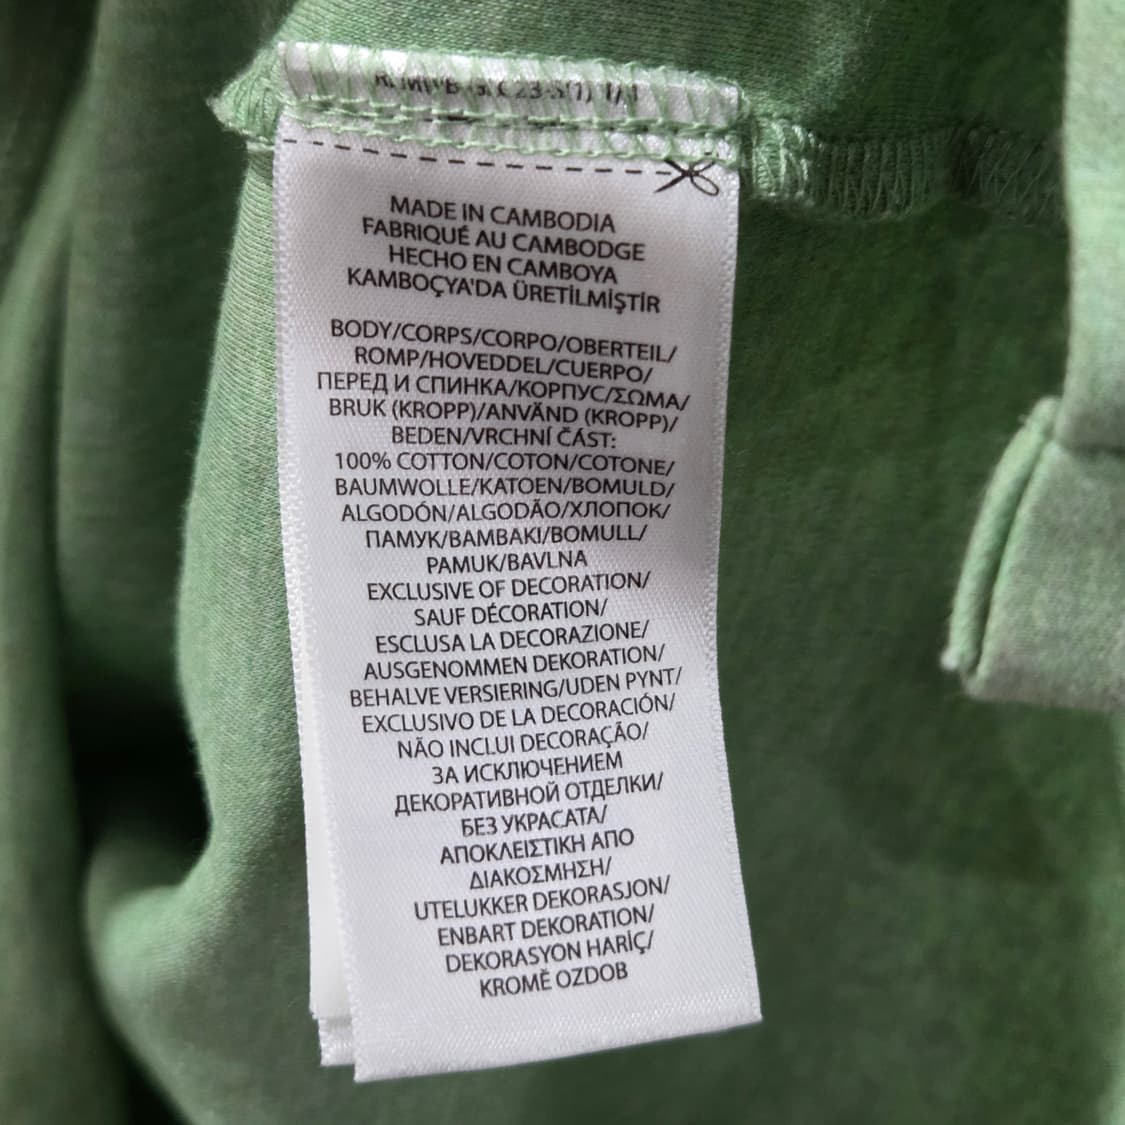 MADE IN CAMBODIA
FABRIQUÉ AU CAMBODGE
HECHO EN CAMBOYA
KAMBOÇYA'DA ÜRETİLMİŞTİR
BODY/CORPS/CORPO/OBERTEIL/
ROMP/HOVEDDEL/CUERPO/
ПЕРЕД И СПИНКА/КОРПУС/ΣΩΜΑ/
BRUK (KROPP)/ANVÄND (KROPP)/
BEDEN/VRCHNÍ ČÁST:
100% COTTON/COTON/COTONE/
BAUMWOLLE/KATOEN/BOMULD/
ALGODÓN/ALGODÃO/ХЛОПОК/
ПАМУК/ΒΑΜΒΑΚΙ/BOMULL/
PAMUK/BAVLNA
EXCLUSIVE OF DECORATION/
SAUF DÉCORATION/
ESCLUSA LA DECORAZIONE/
AUSGENOMMEN DEKORATION/
BEHALVE VERSIERING/UDEN PYNT/
EXCLUSIVO DE LA DECORACIÓN/
NÃO INCLUI DECORAÇÃO/
ЗА ИСКЛЮЧЕНИЕМ
ДЕКОРАТИВНОЙ ОТДЕЛКИ/
БЕЗ УКРАСАТА/
ΑΠΟΚΛΕΙΣΤΙΚΗ ΑΠΟ
ΔΙΑΚΟΣΜΗΣΗ/
UTELUKKER DEKORASJON/
ENBART DEKORATION/
DEKORASYON HARİÇ/
KROMĚ OZDOB